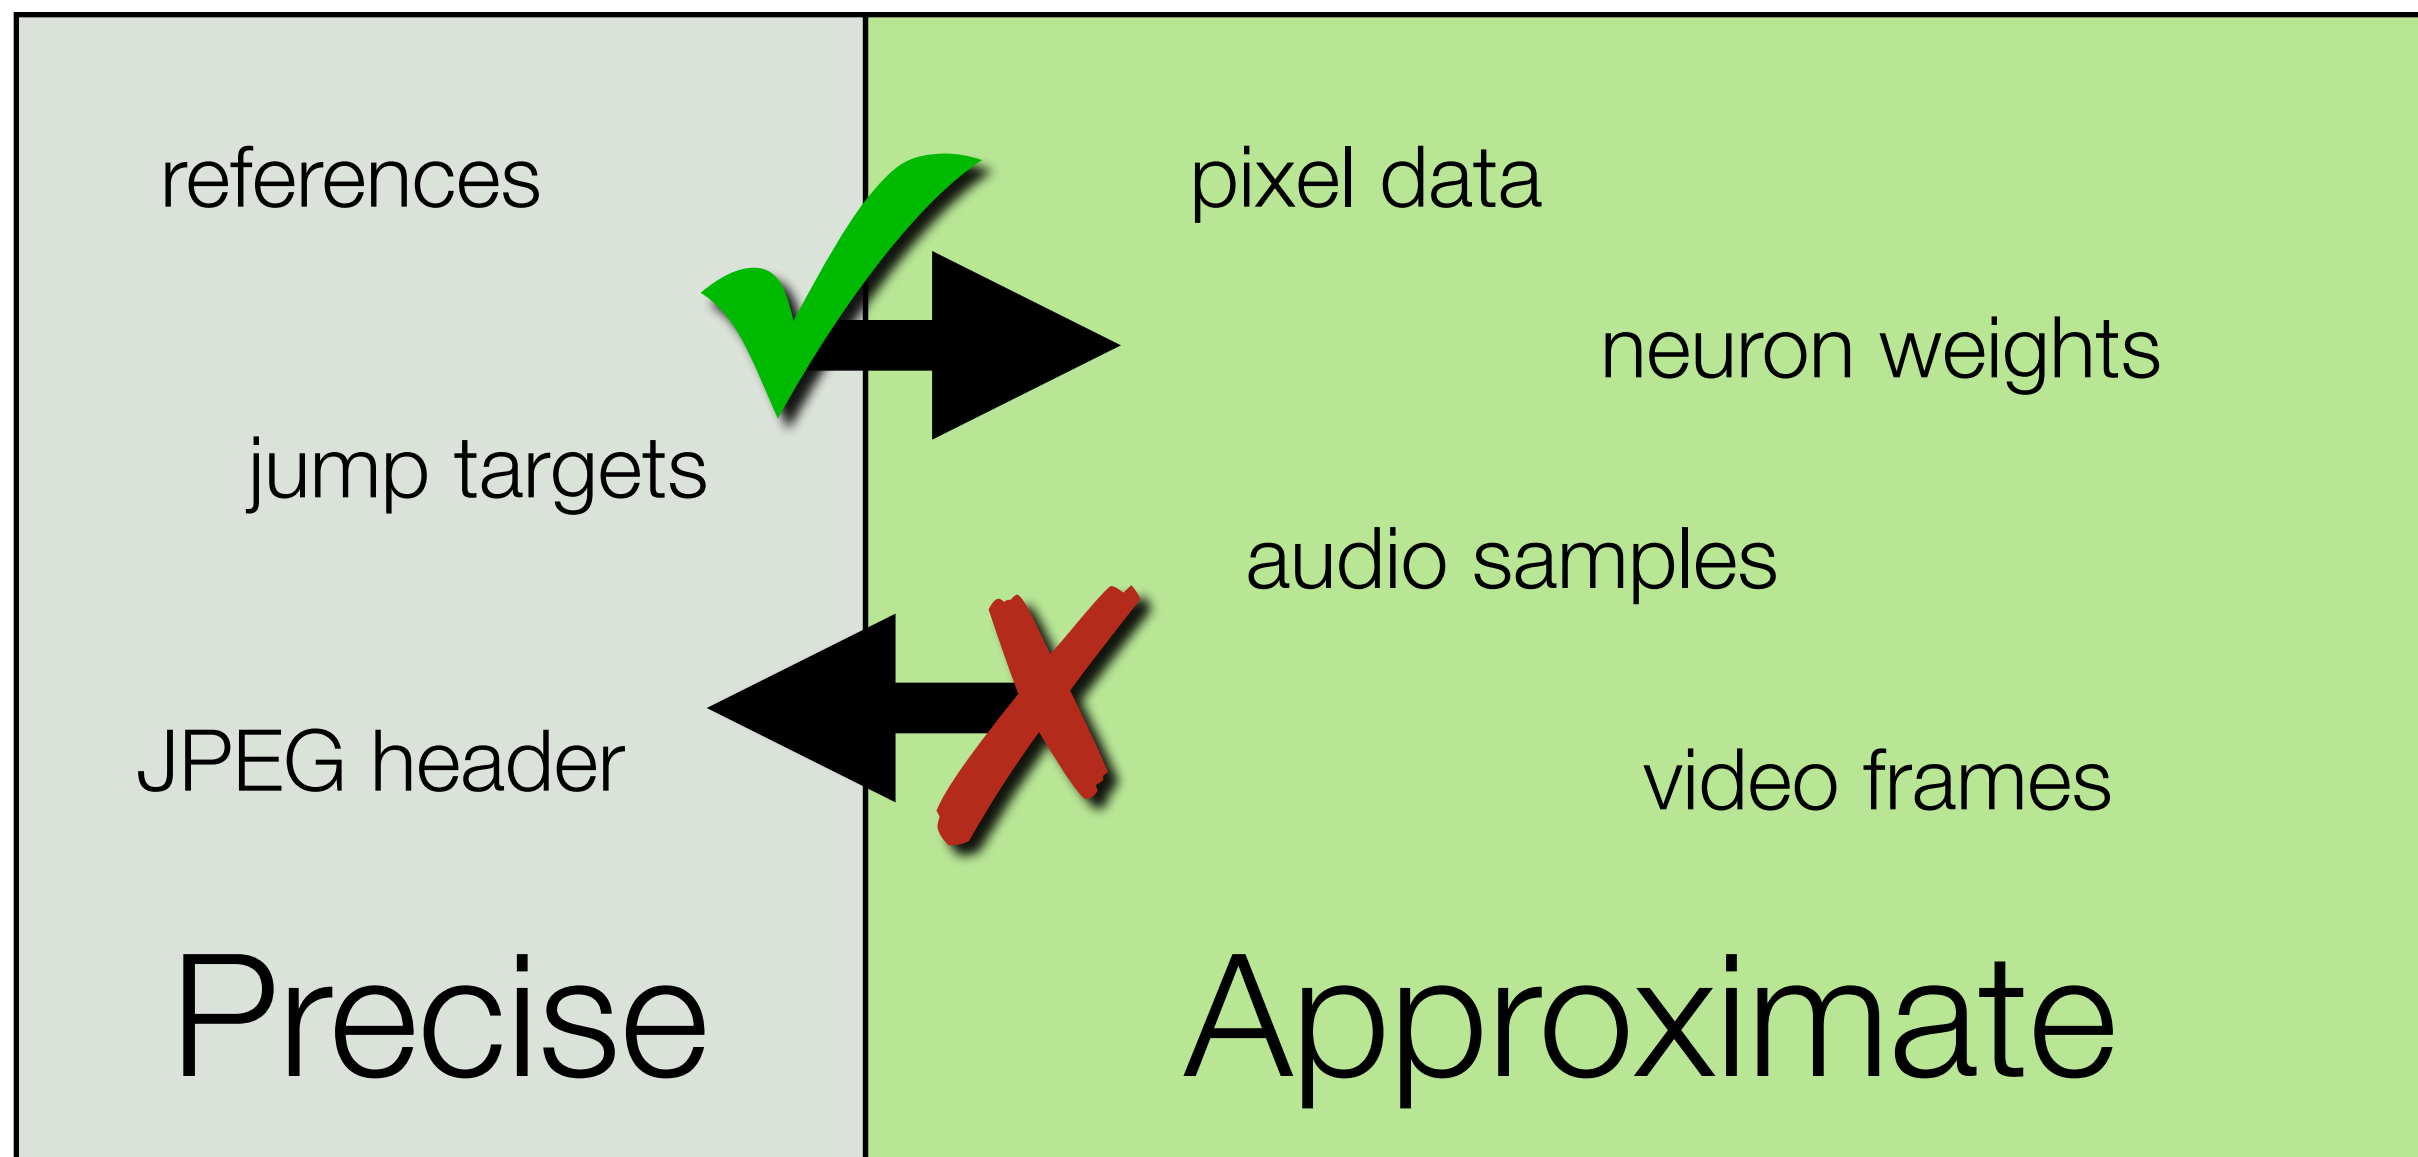 references
jump targets
JPEG header
Precise
pixel data
neuron weights
audio samples
video frames
Approximate